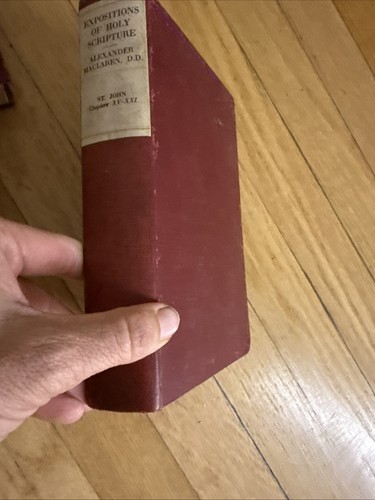 EXPOSITIONS
OF HOLY
SCRIPTURE
ALEXANDER
MACLAREN, D.D.
ST. JOHN
Chapters XV-XXI